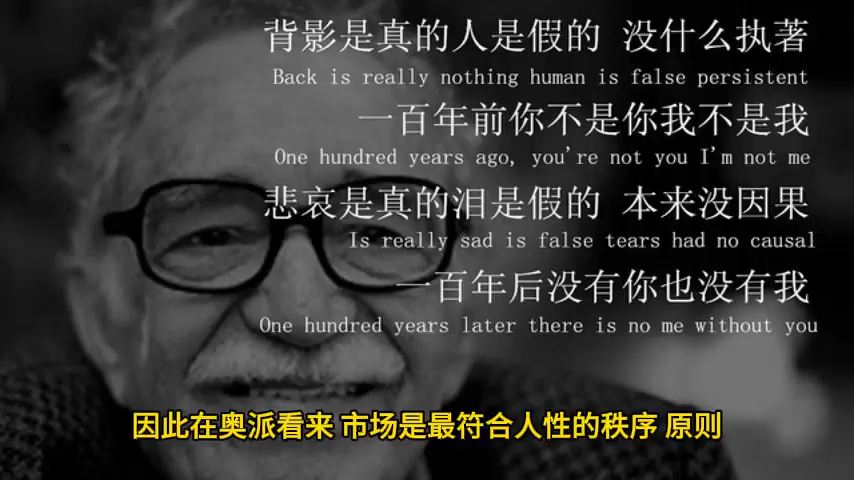 背影是真的人是假的 没什么执著
Back is really nothing human is false persistent
一百年前你不是你我不是我
One hundred years ago, you're not you I'm not me
悲哀是真的泪是假的 本来没因果
Is really sad is false tears had no causal
一百年后没有你也没有我
One hundred years later there is no me without you
因此在奥派看来 市场是最符合人性的秩序 原则